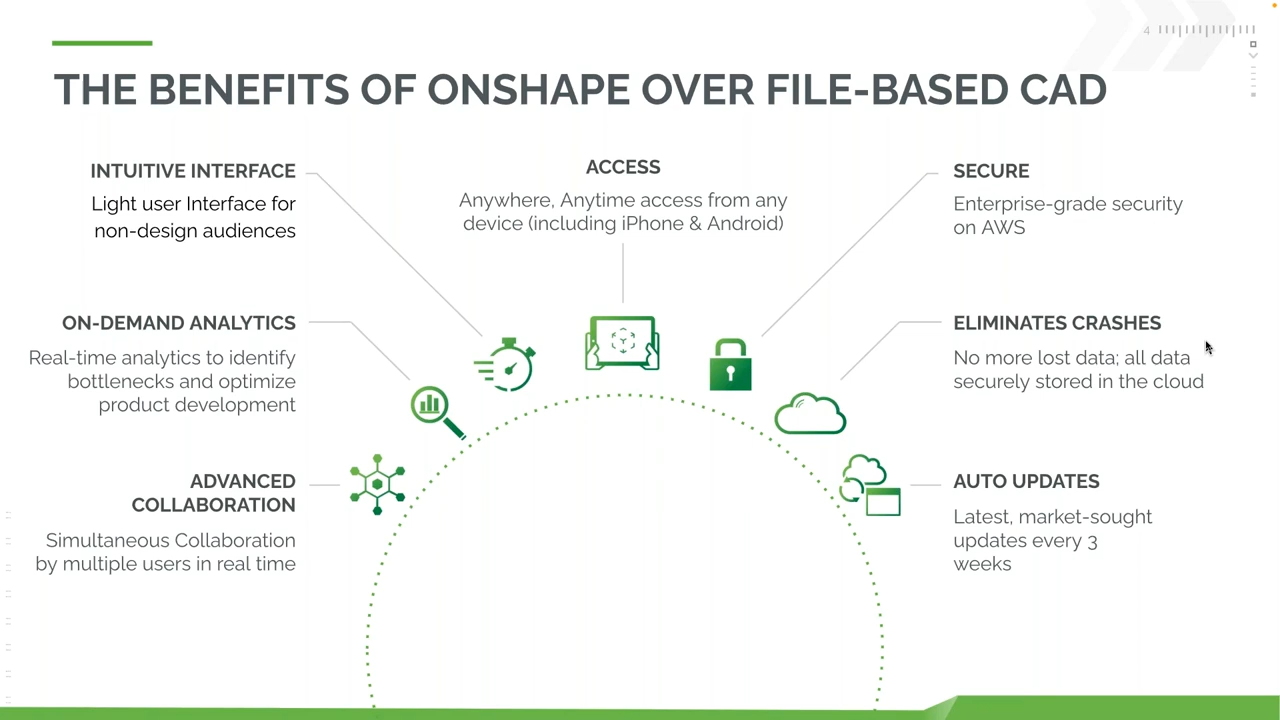 4
THE BENEFITS OF ONSHAPE OVER FILE-BASED CAD
INTUITIVE INTERFACE
Light user Interface for
non-design audiences
ON-DEMAND ANALYTICS
Real-time analytics to identify
bottlenecks and optimize
product development
ADVANCED
COLLABORATION
Simultaneous Collaboration
by multiple users in real time
ACCESS
Anywhere, Anytime access from any
device (including iPhone & Android)
SECURE
Enterprise-grade security
on AWS
ELIMINATES CRASHES
No more lost data; all data
securely stored in the cloud
AUTO UPDATES
Latest, market-sought
updates every 3
weeks